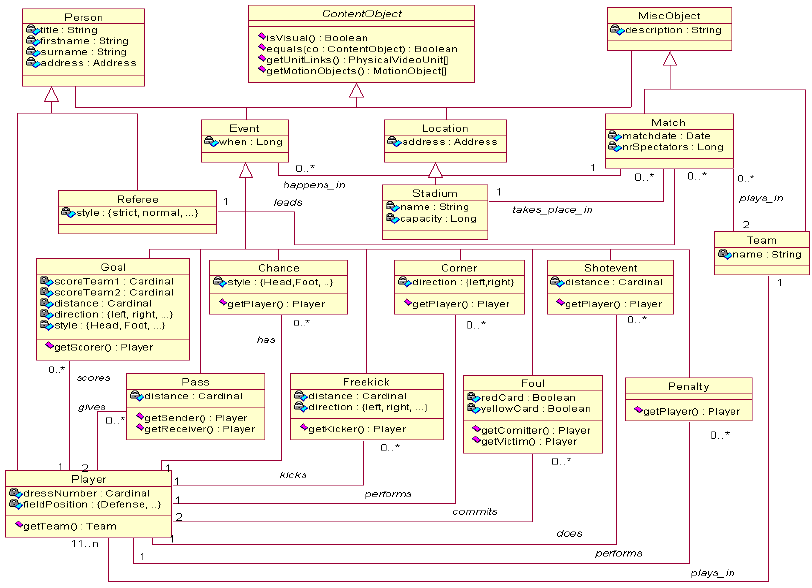 Person
title : String
firstname : String
surname : String
address : Address
ContentObject
isVisual() : Boolean
equals(co : ContentObject) : Boolean
getUnitLinks() : PhysicalVideoUnit[]
getMotionObjects() : MotionObject[]
MiscObject
description : String
Event
when : Long
Location
address : Address
Match
matchdate : Date
nrSpectators : Long
0..*
happens_in
1
0..*
0..*
0..*
plays_in
2
Referee
style : {strict, normal, ...}
1
leads
Stadium
name : String
capacity : Long
1
takes_place_in
Team
name : String
1
Goal
scoreTeam1 : Cardinal
scoreTeam2 : Cardinal
distance : Cardinal
direction : {left, right, ...}
style : {Head, Foot, ...}
getScorer() : Player
0..*
scores
Chance
style : {Head,Foot, ..}
getPlayer() : Player
0..*
has
Corner
direction : {left,right}
getPlayer() : Player
0..*
Shotevent
distance : Cardinal
getPlayer() : Player
0..*
Pass
distance : Cardinal
getSender() : Player
getReceiver() : Player
gives
0..*
Freekick
distance : Cardinal
direction : {left, right, ...}
getKicker() : Player
0..*
Foul
redCard : Boolean
yellowCard : Boolean
getComitter() : Player
getVictim() : Player
0..*
Penalty
getPlayer() : Player
0..*
1
2
1
Player
dressNumber : Cardinal
fieldPosition : {Defense, ..}
getTeam() : Team
11..n
1
kicks
1
performs
2
commits
1
does
1
performs
plays_in